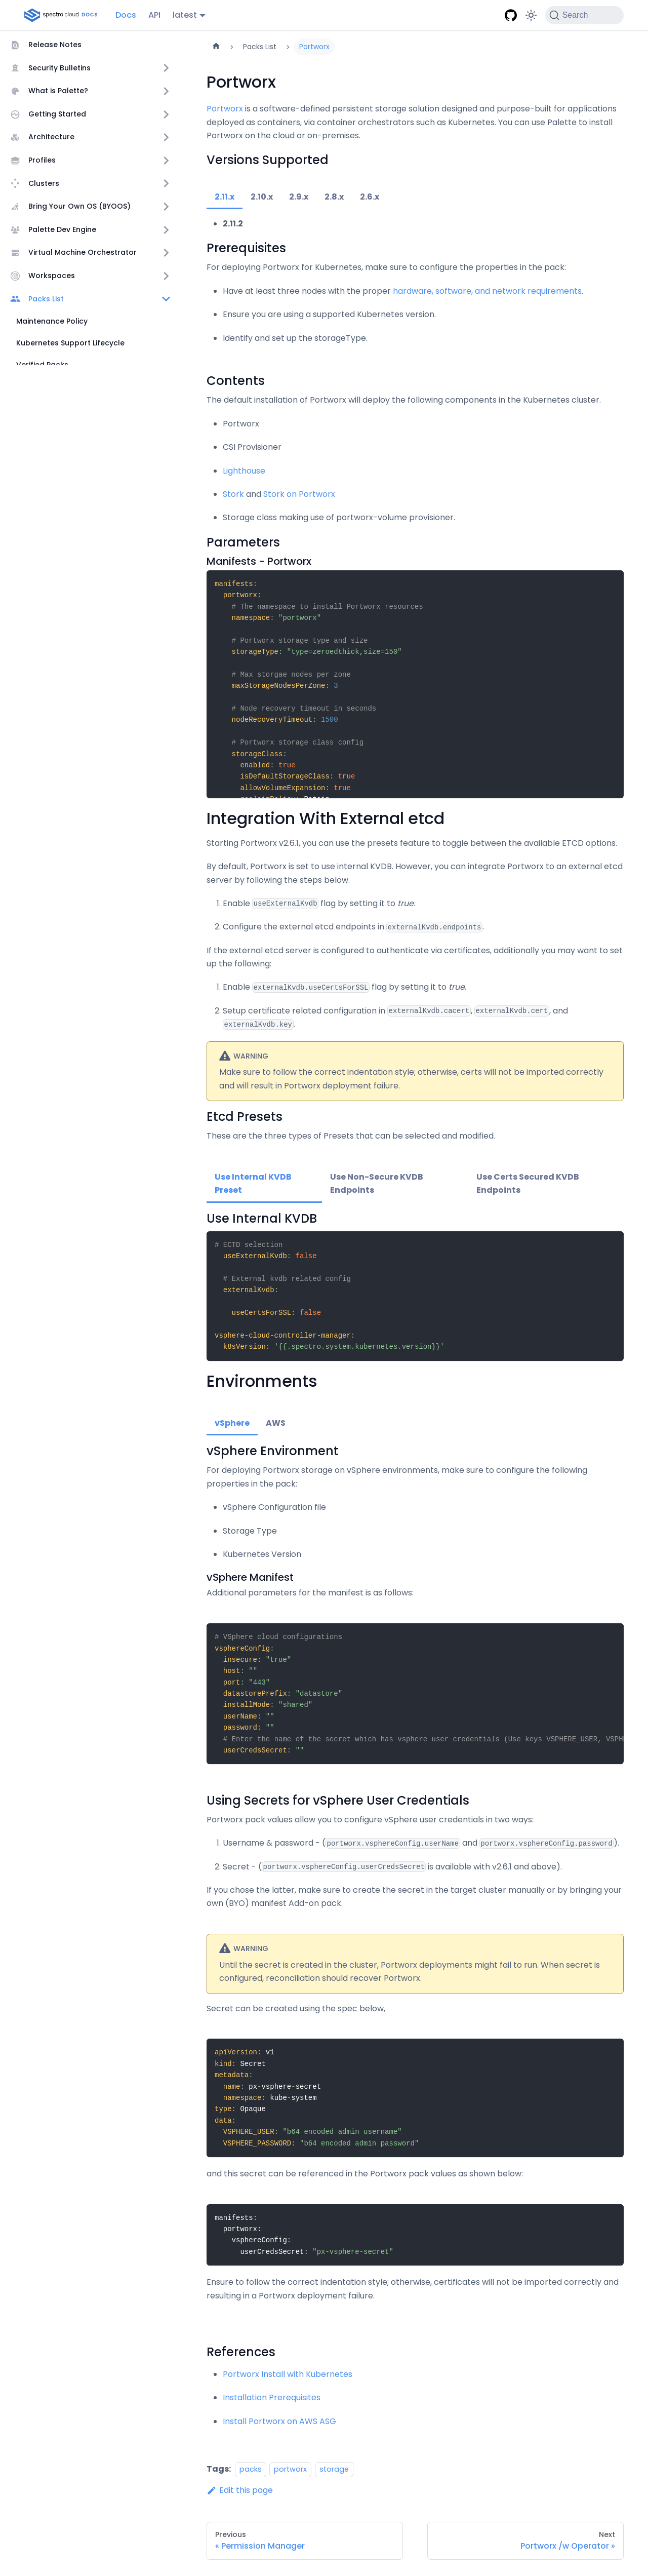 spectro cloud DOCS
Docs
API
latest
Search
Release Notes
Security Bulletins
What is Palette?
Getting Started
Architecture
Profiles
Clusters
Bring Your Own OS (BYOOS)
Palette Dev Engine
Virtual Machine Orchestrator
Workspaces
Packs List
Maintenance Policy
Kubernetes Support Lifecycle
Verified Packs
Packs List
Portworx
Portworx
Portworx is a software-defined persistent storage solution designed and purpose-built for applications
deployed as containers, via container orchestrators such as Kubernetes. You can use Palette to install
Portworx on the cloud or on-premises.
Versions Supported
2.11.x 2.10.x 2.9.x 2.8.x 2.6.x
2.11.2
Prerequisites
For deploying Portworx for Kubernetes, make sure to configure the properties in the pack:
Have at least three nodes with the proper hardware, software, and network requirements.
Ensure you are using a supported Kubernetes version.
Identify and set up the storageType.
Contents
The default installation of Portworx will deploy the following components in the Kubernetes cluster.
Portworx
CSI Provisioner
Lighthouse
Stork and Stork on Portworx
Storage class making use of portworx-volume provisioner.
Parameters
Manifests - Portworx
manifests:
portworx:
# The namespace to install Portworx resources
namespace: "portworx"
# Portworx storage type and size
storageType: "type=zeroedthick,size=150"
# Max storgae nodes per zone
maxStorageNodesPerZone: 3
# Node recovery timeout in seconds
nodeRecoveryTimeout: 1500
# Portworx storage class config
storageClass:
enabled: true
isDefaultStorageClass: true
allowVolumeExpansion: true
reclaimPolicy: Retain
Integration With External etcd
Starting Portworx v2.6.1, you can use the presets feature to toggle between the available ETCD options.
By default, Portworx is set to use internal KVDB. However, you can integrate Portworx to an external etcd
server by following the steps below.
1. Enable useExternalKvdb flag by setting it to true.
2. Configure the external etcd endpoints in externalKvdb.endpoints.
If the external etcd server is configured to authenticate via certificates, additionally you may want to set
up the following:
1. Enable externalKvdb.useCertsForSSL flag by setting it to true.
2. Setup certificate related configuration in externalKvdb.cacert, externalKvdb.cert, and
externalKvdb.key.
WARNING
Make sure to follow the correct indentation style; otherwise, certs will not be imported correctly
and will result in Portworx deployment failure.
Etcd Presets
These are the three types of Presets that can be selected and modified.
Use Internal KVDB
Preset
Use Non-Secure KVDB
Endpoints
Use Certs Secured KVDB
Endpoints
Use Internal KVDB
# ECTD selection
useExternalKvdb: false
# External kvdb related config
externalKvdb:
useCertsForSSL: false
vsphere-cloud-controller-manager:
k8sVersion: '{{.spectro.system.kubernetes.version}}'
Environments
vSphere AWS
vSphere Environment
For deploying Portworx storage on vSphere environments, make sure to configure the following
properties in the pack:
vSphere Configuration file
Storage Type
Kubernetes Version
vSphere Manifest
Additional parameters for the manifest is as follows:
# VSphere cloud configurations
vsphereConfig:
insecure: "true"
host: ""
port: "443"
datastorePrefix: "datastore"
installMode: "shared"
userName: ""
password: ""
# Enter the name of the secret which has vsphere user credentials (Use keys VSPHERE_USER, VSPH
userCredsSecret: ""
Using Secrets for vSphere User Credentials
Portworx pack values allow you to configure vSphere user credentials in two ways:
1. Username & password - (portworx.vsphereConfig.userName and portworx.vsphereConfig.password).
2. Secret - (portworx.vsphereConfig.userCredsSecret is available with v2.6.1 and above).
If you chose the latter, make sure to create the secret in the target cluster manually or by bringing your
own (BYO) manifest Add-on pack.
WARNING
Until the secret is created in the cluster, Portworx deployments might fail to run. When secret is
configured, reconciliation should recover Portworx.
Secret can be created using the spec below,
apiVersion: v1
kind: Secret
metadata:
name: px-vsphere-secret
namespace: kube-system
type: Opaque
data:
VSPHERE_USER: "b64 encoded admin username"
VSPHERE_PASSWORD: "b64 encoded admin password"
and this secret can be referenced in the Portworx pack values as shown below:
manifests:
portworx:
vsphereConfig:
userCredsSecret: "px-vsphere-secret"
Ensure to follow the correct indentation style; otherwise, certificates will not be imported correctly and
resulting in a Portworx deployment failure.
References
Portworx Install with Kubernetes
Installation Prerequisites
Install Portworx on AWS ASG
Tags: packs portworx storage
Edit this page
Previous
« Permission Manager
Next
Portworx /w Operator »